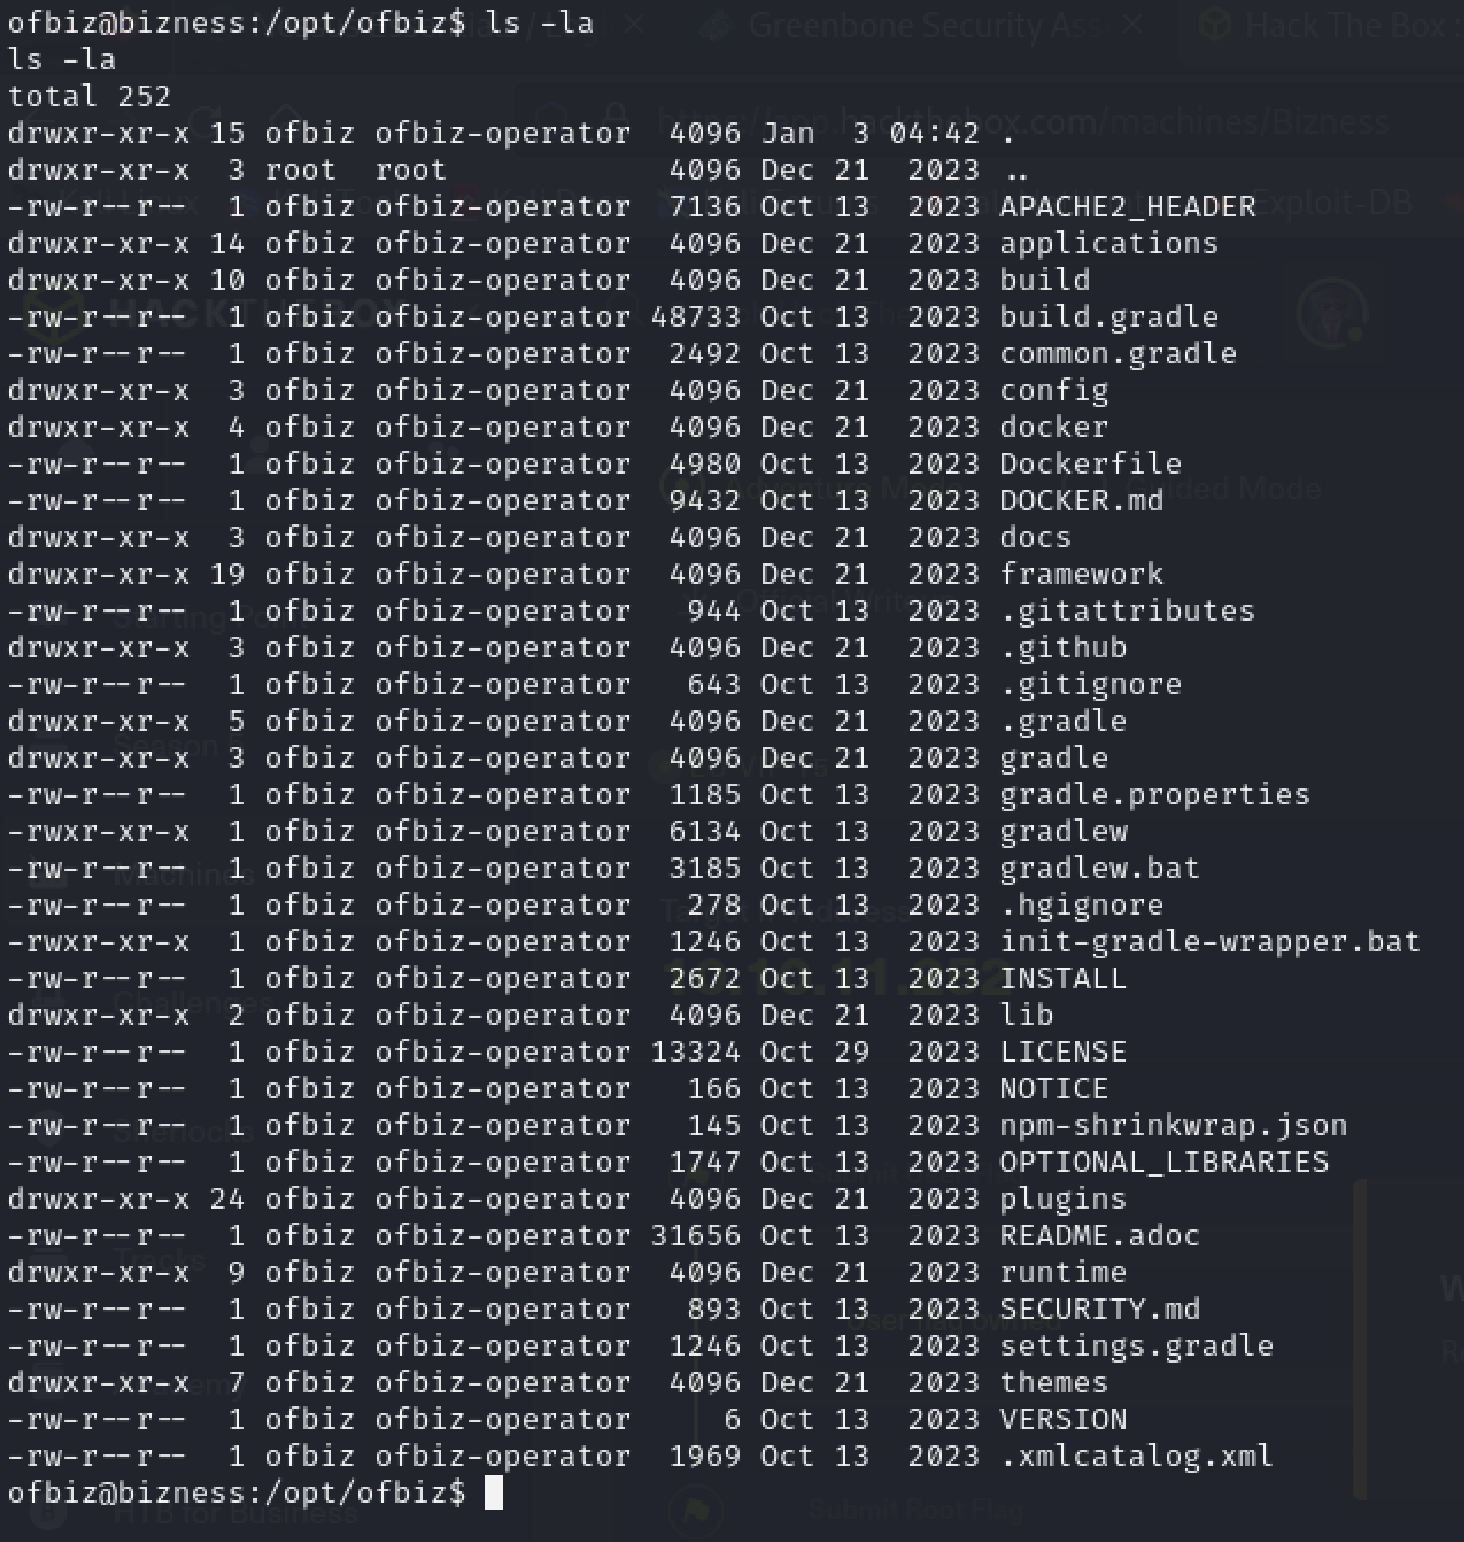 ofbiz@bizness:/opt/ofbiz$ ls -la
ls -la
total 252
drwxr-xr-x 15 ofbiz ofbiz-operator  4096 Jan  3 04:42 .
drwxr-xr-x  3 root  root            4096 Dec 21  2023 ..
-rw-r--r--  1 ofbiz ofbiz-operator  7136 Oct 13  2023 APACHE2_HEADER
drwxr-xr-x 14 ofbiz ofbiz-operator  4096 Dec 21  2023 applications
drwxr-xr-x 10 ofbiz ofbiz-operator  4096 Dec 21  2023 build
-rw-r--r--  1 ofbiz ofbiz-operator 48733 Oct 13  2023 build.gradle
-rw-r--r--  1 ofbiz ofbiz-operator  2492 Oct 13  2023 common.gradle
drwxr-xr-x  3 ofbiz ofbiz-operator  4096 Dec 21  2023 config
drwxr-xr-x  4 ofbiz ofbiz-operator  4096 Dec 21  2023 docker
-rw-r--r--  1 ofbiz ofbiz-operator  4980 Oct 13  2023 Dockerfile
-rw-r--r--  1 ofbiz ofbiz-operator  9432 Oct 13  2023 DOCKER.md
drwxr-xr-x  3 ofbiz ofbiz-operator  4096 Dec 21  2023 docs
drwxr-xr-x 19 ofbiz ofbiz-operator  4096 Dec 21  2023 framework
-rw-r--r--  1 ofbiz ofbiz-operator   944 Oct 13  2023 .gitattributes
drwxr-xr-x  3 ofbiz ofbiz-operator  4096 Dec 21  2023 .github
-rw-r--r--  1 ofbiz ofbiz-operator   643 Oct 13  2023 .gitignore
drwxr-xr-x  5 ofbiz ofbiz-operator  4096 Dec 21  2023 .gradle
drwxr-xr-x  3 ofbiz ofbiz-operator  4096 Dec 21  2023 gradle
-rw-r--r--  1 ofbiz ofbiz-operator  1185 Oct 13  2023 gradle.properties
-rwxr-xr-x  1 ofbiz ofbiz-operator  6134 Oct 13  2023 gradlew
-rw-r--r--  1 ofbiz ofbiz-operator  3185 Oct 13  2023 gradlew.bat
-rw-r--r--  1 ofbiz ofbiz-operator   278 Oct 13  2023 .hgignore
-rwxr-xr-x  1 ofbiz ofbiz-operator  1246 Oct 13  2023 init-gradle-wrapper.bat
-rw-r--r--  1 ofbiz ofbiz-operator  2672 Oct 13  2023 INSTALL
drwxr-xr-x  2 ofbiz ofbiz-operator  4096 Dec 21  2023 lib
-rw-r--r--  1 ofbiz ofbiz-operator 13324 Oct 29  2023 LICENSE
-rw-r--r--  1 ofbiz ofbiz-operator   166 Oct 13  2023 NOTICE
-rw-r--r--  1 ofbiz ofbiz-operator   145 Oct 13  2023 npm-shrinkwrap.json
-rw-r--r--  1 ofbiz ofbiz-operator  1747 Oct 13  2023 OPTIONAL_LIBRARIES
drwxr-xr-x 24 ofbiz ofbiz-operator  4096 Dec 21  2023 plugins
-rw-r--r--  1 ofbiz ofbiz-operator 31656 Oct 13  2023 README.adoc
drwxr-xr-x  9 ofbiz ofbiz-operator  4096 Dec 21  2023 runtime
-rw-r--r--  1 ofbiz ofbiz-operator   893 Oct 13  2023 SECURITY.md
-rw-r--r--  1 ofbiz ofbiz-operator  1246 Oct 13  2023 settings.gradle
drwxr-xr-x  7 ofbiz ofbiz-operator  4096 Dec 21  2023 themes
-rw-r--r--  1 ofbiz ofbiz-operator     6 Oct 13  2023 VERSION
-rw-r--r--  1 ofbiz ofbiz-operator  1969 Oct 13  2023 .xmlcatalog.xml
ofbiz@bizness:/opt/ofbiz$